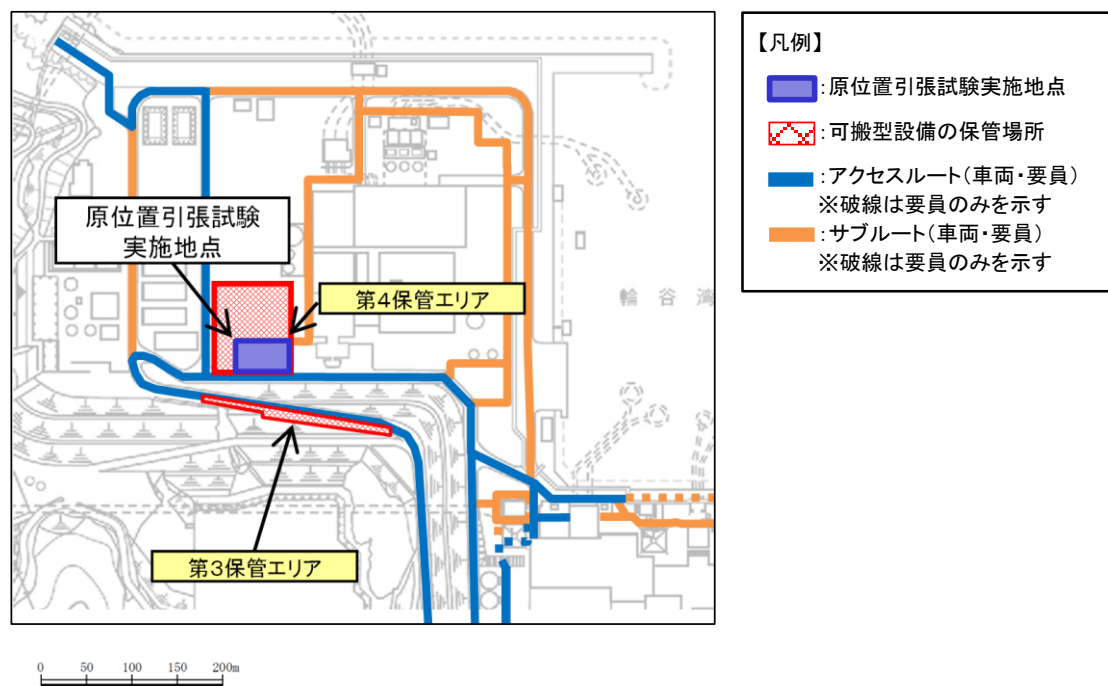 原位置引張試験
実施地点
第4保管エリア
輪谷湾
第3保管エリア
0 50 100 150 200m
【凡例】
:原位置引張試験実施地点
:可搬型設備の保管場所
:アクセスルート(車両・要員)
※破線は要員のみを示す
:サブルート(車両・要員)
※破線は要員のみを示す